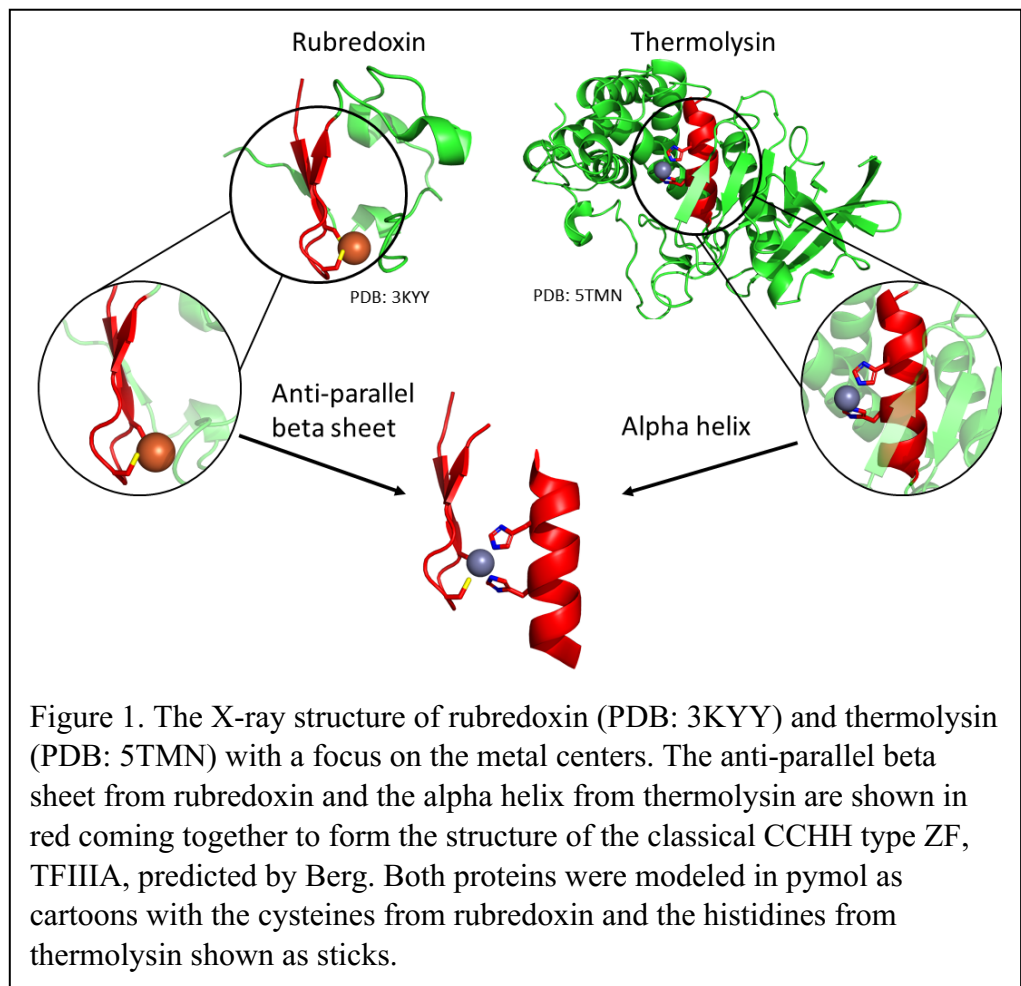 Rubredoxin
Thermolysin
PDB: 3KYY
PDB: 5TMN
Anti-parallel
beta sheet
Alpha helix
Figure 1. The X-ray structure of rubredoxin (PDB: 3KYY) and thermolysin
(PDB: 5TMN) with a focus on the metal centers. The anti-parallel beta
sheet from rubredoxin and the alpha helix from thermolysin are shown in
red coming together to form the structure of the classical CCHH type ZF,
TFIIIA, predicted by Berg. Both proteins were modeled in pymol as
cartoons with the cysteines from rubredoxin and the histidines from
thermolysin shown as sticks.